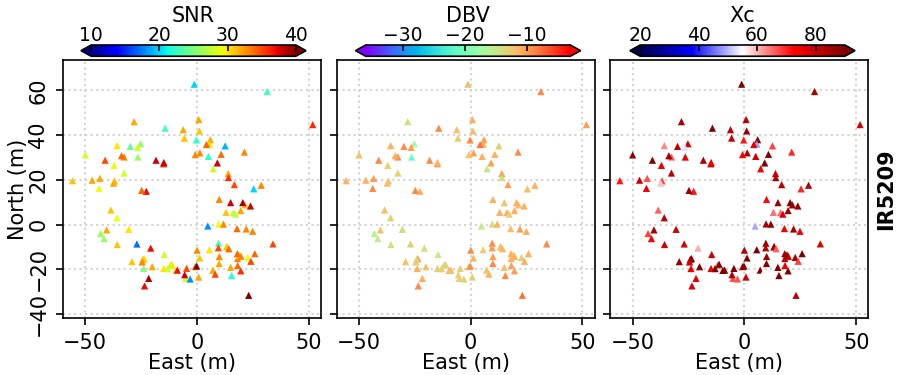 SNR DBV Xc
10 20 30 40 −30 −20 −10 20 40 60 80
60
40
20
0
−20
−40
North (m)
IR5209
−50 0 50 −50 0 50 −50 0 50
East (m) East (m) East (m)